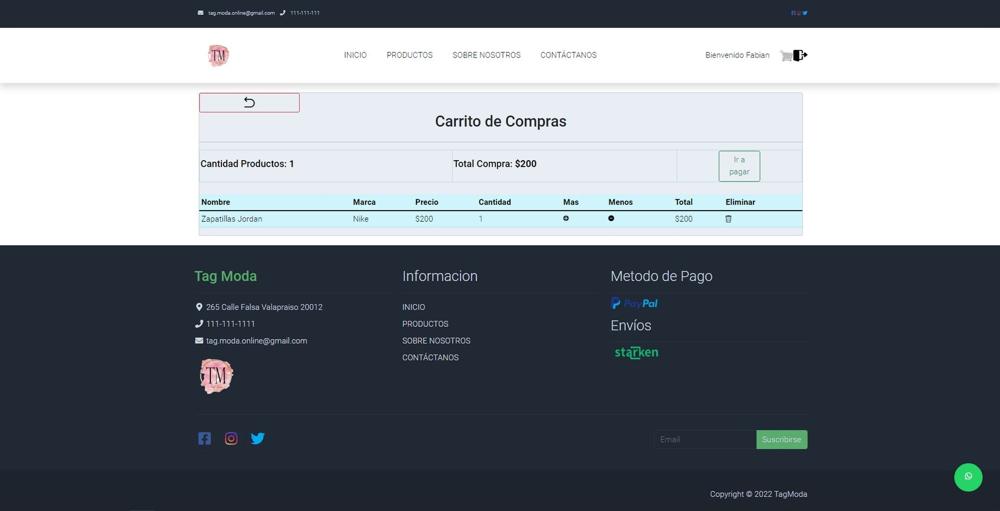 tag.moda.online@gmail.com 111-111-111
TM
INICIO PRODUCTOS SOBRE NOSOTROS CONTÁCTANOS
Bienvenido Fabian
Carrito de Compras
Cantidad Productos: 1
Total Compra: $200
Ir a
pagar
Nombre Marca Precio Cantidad Mas Menos Total Eliminar
Zapatillas Jordan Nike $200 1 $200
Tag Moda
265 Calle Falsa Valapraiso 20012
111-111-1111
tag.moda.online@gmail.com
TM
Informacion
INICIO
PRODUCTOS
SOBRE NOSOTROS
CONTÁCTANOS
Metodo de Pago
PayPal
Envíos
starken
Email
Suscribirse
Copyright © 2022 TagModa